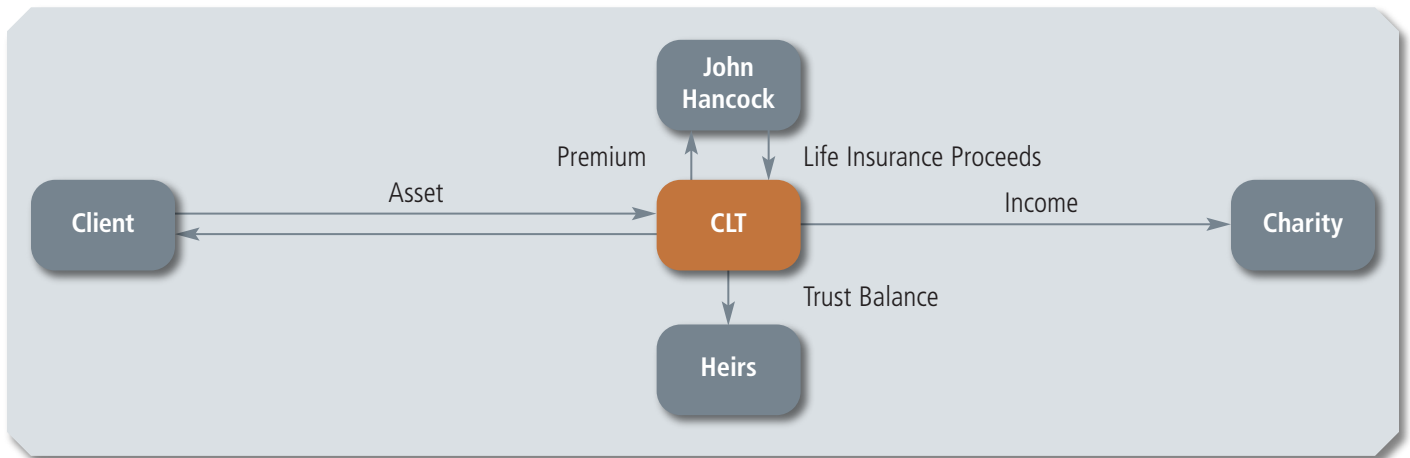 John
Hancock
Premium
Life Insurance Proceeds
Asset
Income
Client
CLT
Charity
Trust Balance
Heirs